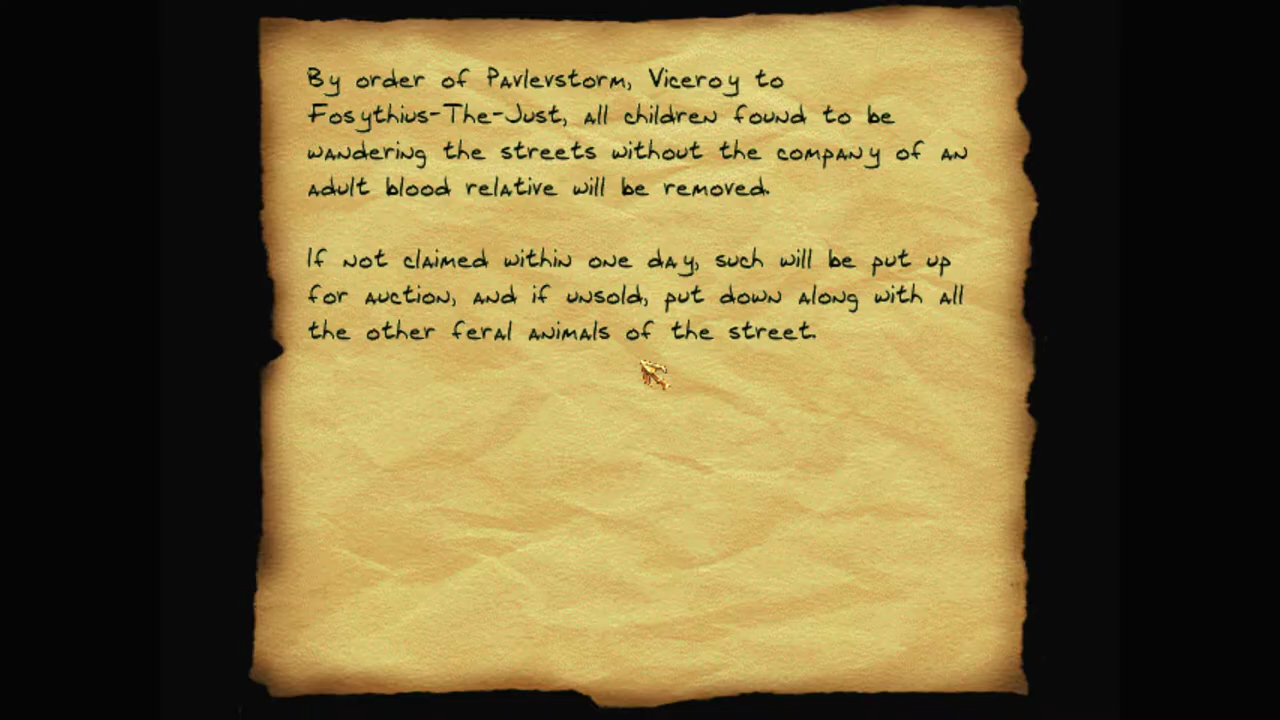 By order of Pavlevstorm, Viceroy to
Fosythius-The-Just, all children found to be
wandering the streets without the company of an
adult blood relative will be removed.
If not claimed within one day, such will be put up
for auction, and if unsold, put down along with all
the other feral animals of the street.